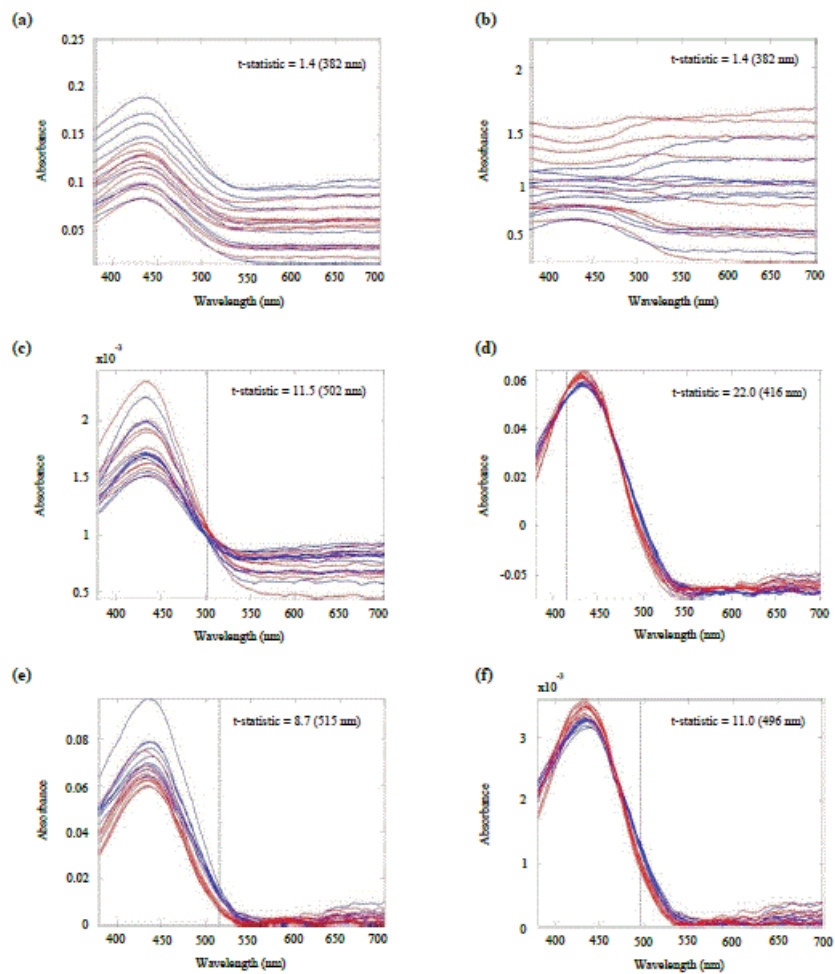 (a)
t-statistic = 1.4 (382 nm)
Absorbance
0.25
0.2
0.15
0.1
0.05
400 450 500 550 600 650 700
Wavelength (nm)
(b)
t-statistic = 1.4 (382 nm)
Absorbance
2
1.5
1
0.5
400 450 500 550 600 650 700
Wavelength (nm)
(c)
x10⁻³
t-statistic = 11.5 (502 nm)
Absorbance
2
1.5
1
0.5
400 450 500 550 600 650 700
Wavelength (nm)
(d)
t-statistic = 22.0 (416 nm)
Absorbance
0.06
0.04
0.02
0
-0.05
400 450 500 550 600 650 700
Wavelength (nm)
(e)
t-statistic = 8.7 (515 nm)
Absorbance
0.08
0.06
0.04
0.02
0
400 450 500 550 600 650 700
Wavelength (nm)
(f)
x10⁻³
t-statistic = 11.0 (496 nm)
Absorbance
3
2
1
0
400 450 500 550 600 650 700
Wavelength (nm)